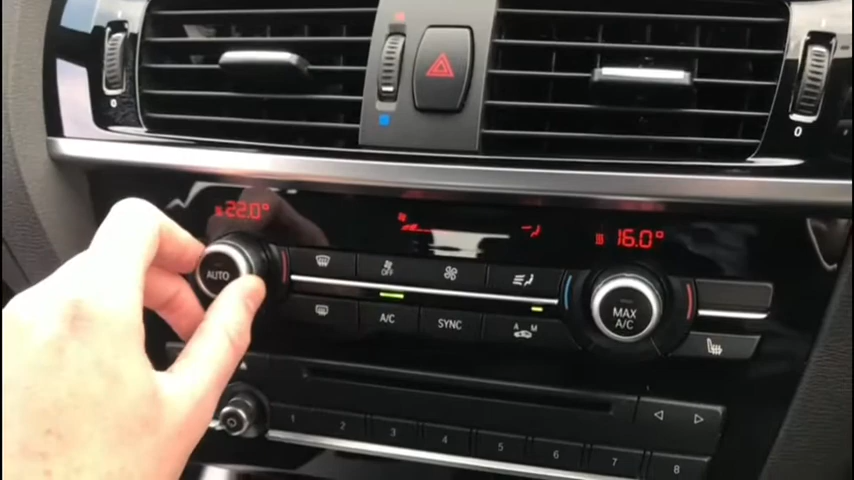 0
0
22.0°
16.0°
AUTO
OFF
MAX
A/C
A/C
SYNC
A M
1 2 3 4 5 6 7 8